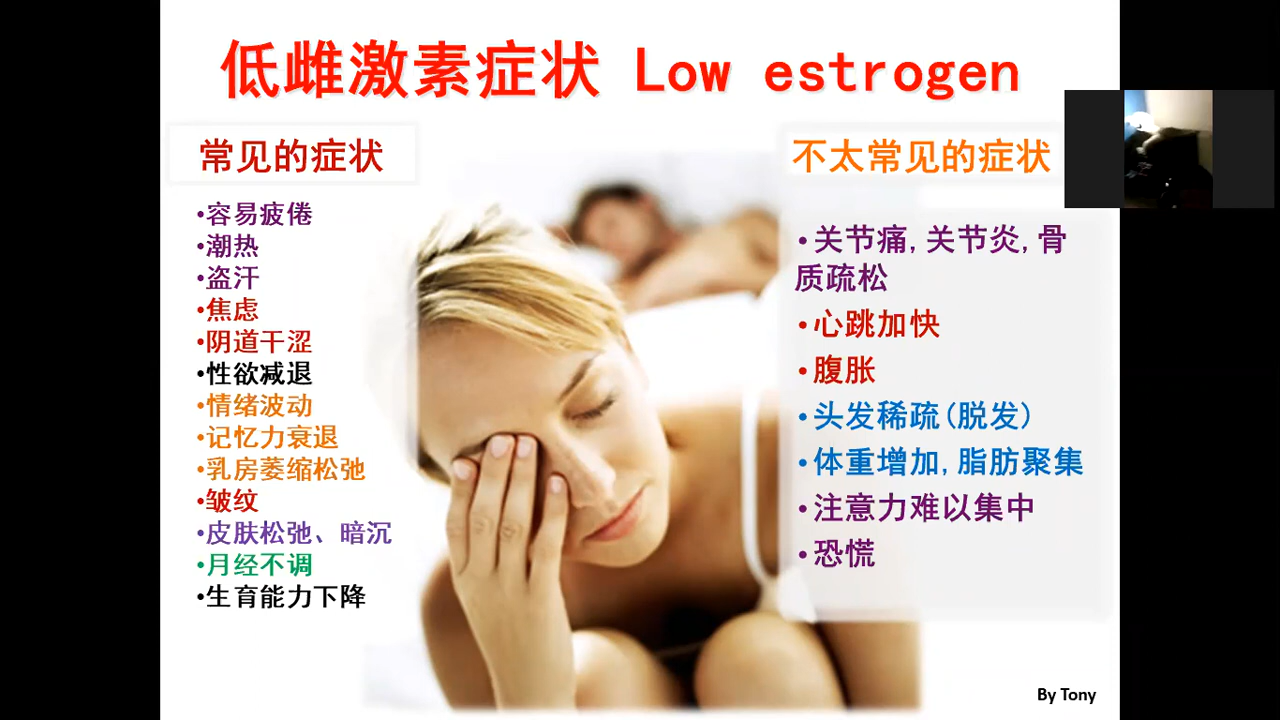 低雌激素症状 Low estrogen
常见的症状
•容易疲倦
•潮热
•盗汗
•焦虑
•阴道干涩
•性欲减退
•情绪波动
•记忆力衰退
•乳房萎缩松弛
•皱纹
•皮肤松弛、暗沉
•月经不调
•生育能力下降
不太常见的症状
•关节痛,关节炎,骨
质疏松
•心跳加快
•腹胀
•头发稀疏(脱发)
•体重增加,脂肪聚集
•注意力难以集中
•恐慌
By Tony